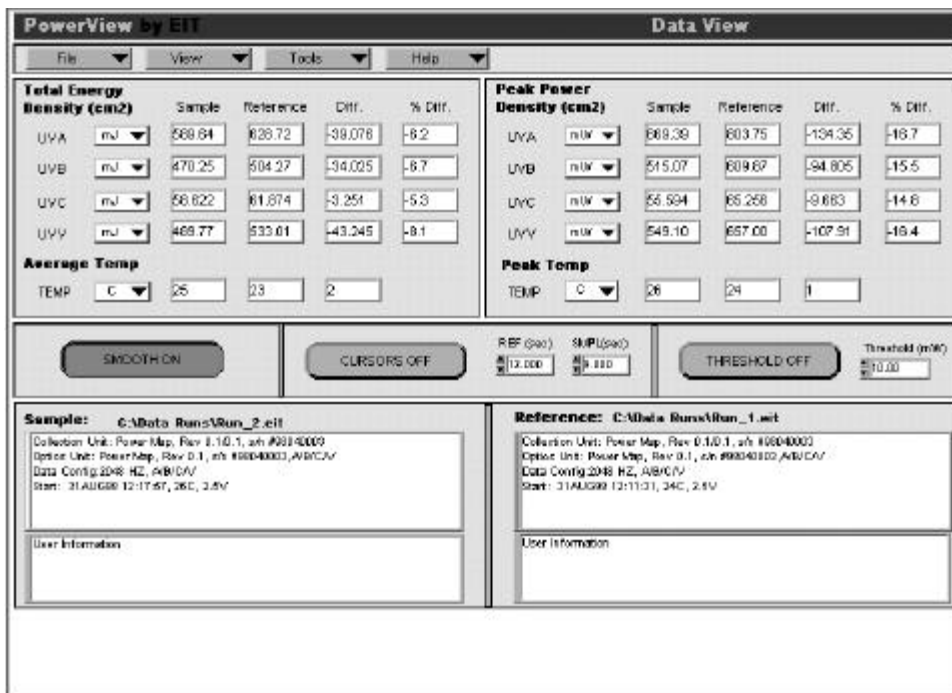 PowerView by EIT Data View
File View Tools Help
Total Energy
Density (cm2) Sample Reference Diff. % Diff.
UVA mJ 589.64 628.72 -39.076 -6.2
UVB mJ 470.25 504.27 -34.025 -6.7
UVC mJ 58.622 61.874 -3.251 -5.3
UVV mJ 489.77 533.01 -43.245 -8.1
Average Temp
TEMP C 25 23 2
Peak Power
Density (cm2) Sample Reference Diff. % Diff.
UVA mW 669.39 803.75 -134.35 -16.7
UVB mW 515.07 609.87 -94.805 -15.5
UVC mW 55.594 65.256 -9.663 -14.8
UVV mW 549.10 657.00 -107.91 -16.4
Peak Temp
TEMP C 26 24 1
SMOOTH ON
CURSORS OFF
REF (sec) SMPL(sec)
12.000
THRESHOLD OFF
Threshold (mW)
10.00
Sample: C:\Data Runs\Run_2.eit
Collection Unit: Power Map, Rev 0.1/0.1, s/n #98040003
Optics Unit: Power Map, Rev 0.1, s/n #98040003,A/B/C/V
Data Config:2048 HZ, A/B/C/V
Start: 31AUG98 12:17:57, 26C, 2.5V
User Information
Reference: C:\Data Runs\Run_1.eit
Collection Unit: Power Map, Rev 0.1/0.1, s/n #98040003
Optics Unit: Power Map, Rev 0.1, s/n #98040003,A/B/C/V
Data Config:2048 HZ, A/B/C/V
Start: 31AUG98 12:11:31, 24C, 2.5V
User Information